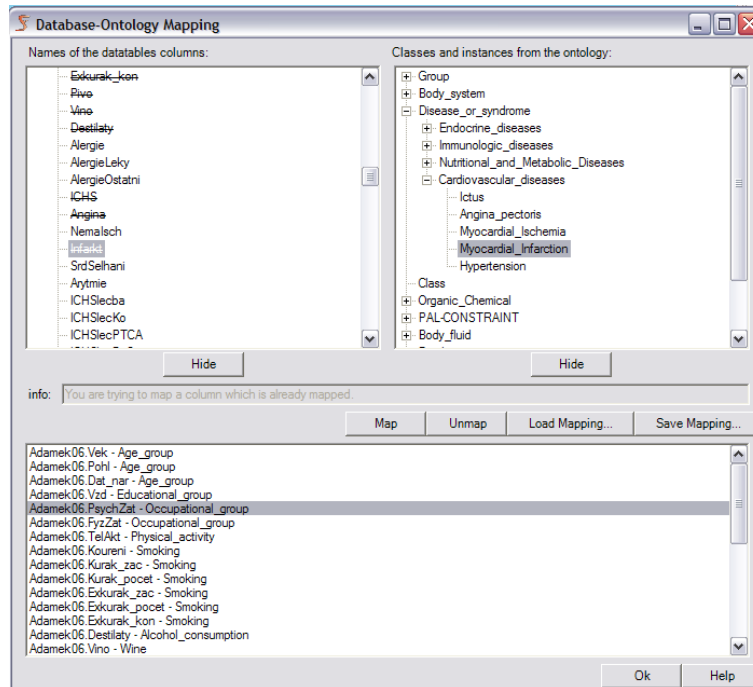 Database-Ontology Mapping
Names of the datatables columns:
Exkurak_kon
Pivo
Vino
Destilaty
Alergie
AlergieLeky
AlergieOstatni
ICHS
Angina
NemaIsch
Infarkt
SrdSelhani
Arytmie
ICHSlecba
ICHSlecKo
ICHSlecPTCA
Hide
Classes and instances from the ontology:
Group
Body_system
Disease_or_syndrome
Endocrine_diseases
Immunologic_diseases
Nutritional_and_Metabolic_Diseases
Cardiovascular_diseases
Ictus
Angina_pectoris
Myocardial_Ischemia
Myocardial_Infarction
Hypertension
Class
Organic_Chemical
PAL-CONSTRAINT
Body_fluid
Hide
info: You are trying to map a column which is already mapped.
Map Unmap Load Mapping... Save Mapping...
Adamek06.Vek - Age_group
Adamek06.Pohl - Age_group
Adamek06.Dat_nar - Age_group
Adamek06.Vzd - Educational_group
Adamek06.PsychZat - Occupational_group
Adamek06.FyzZat - Occupational_group
Adamek06.TelAkt - Physical_activity
Adamek06.Koureni - Smoking
Adamek06.Kurak_zac - Smoking
Adamek06.Kurak_pocet - Smoking
Adamek06.Exkurak_zac - Smoking
Adamek06.Exkurak_pocet - Smoking
Adamek06.Exkurak_kon - Smoking
Adamek06.Destilaty - Alcohol_consumption
Adamek06.Vino - Wine
Ok Help